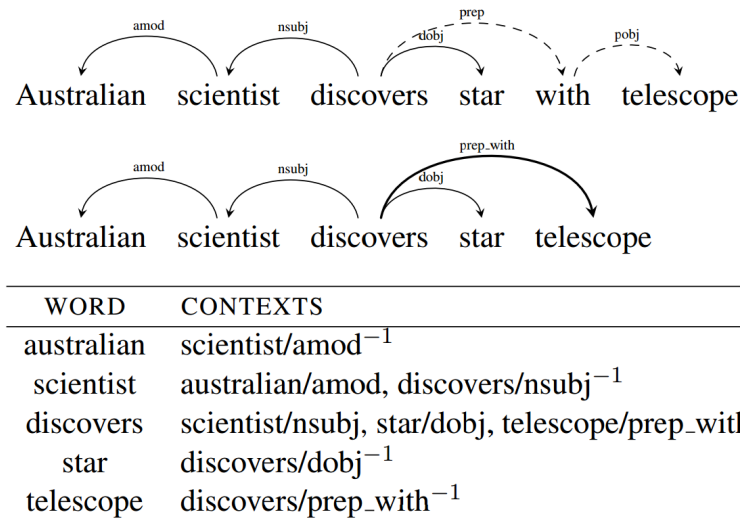 prep
amod nsubj dobj pobj
Australian scientist discovers star with telescope
prep_with
amod nsubj dobj
Australian scientist discovers star telescope
WORD CONTEXTS
australian scientist/amod⁻¹
scientist australian/amod, discovers/nsubj⁻¹
discovers scientist/nsubj, star/dobj, telescope/prep_with
star discovers/dobj⁻¹
telescope discovers/prep_with⁻¹